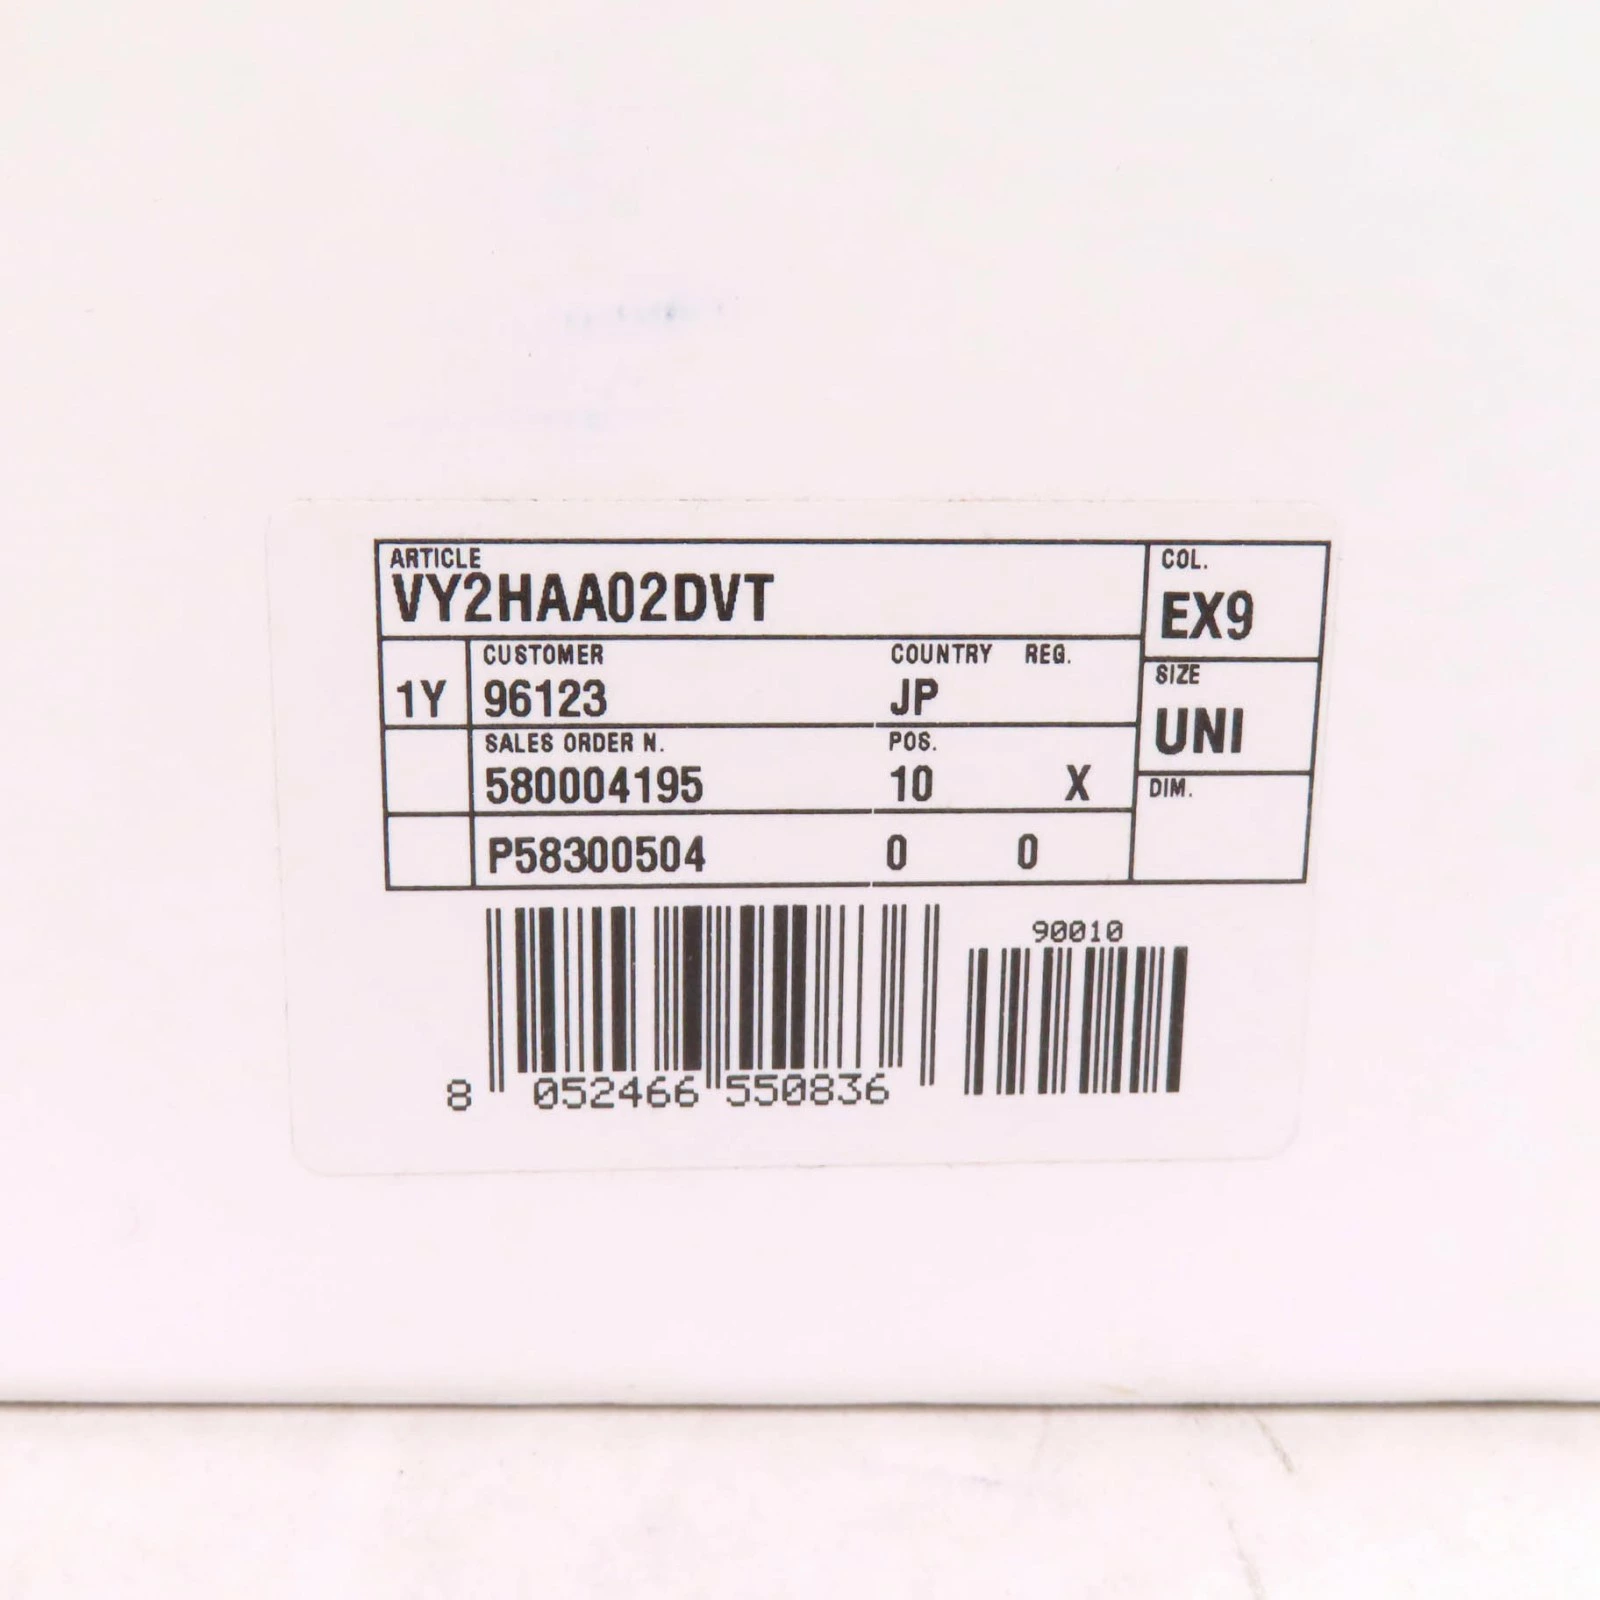 ARTICLE
VY2HAA02DVT
COL.
EX9
1Y
CUSTOMER
96123
COUNTRY REG.
JP
SIZE
UNI
SALES ORDER N.
580004195
POS.
10 X
DIM.
P58300504 0 0
90010
8 052466 550836